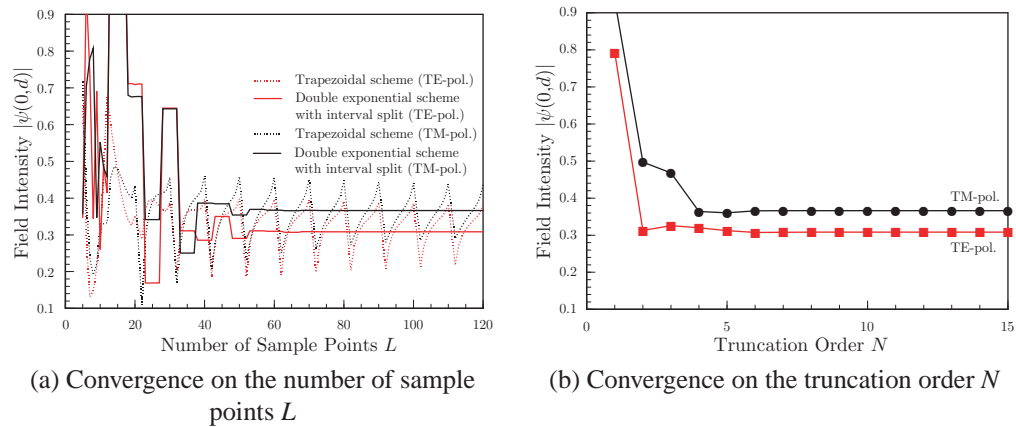 0.9
0.8
0.7
0.6
0.5
0.4
0.3
0.2
0.1
Field Intensity |ψ(0,d)|
Trapezoidal scheme (TE-pol.)
Double exponential scheme
with interval split (TE-pol.)
Trapezoidal scheme (TM-pol.)
Double exponential scheme
with interval split (TM-pol.)
0 20 40 60 80 100 120
Number of Sample Points L
(a) Convergence on the number of sample
points L
0.9
0.8
0.7
0.6
0.5
0.4
0.3
0.2
0.1
Field Intensity |ψ(0,d)|
TM-pol.
TE-pol.
0 5 10 15
Truncation Order N
(b) Convergence on the truncation order N